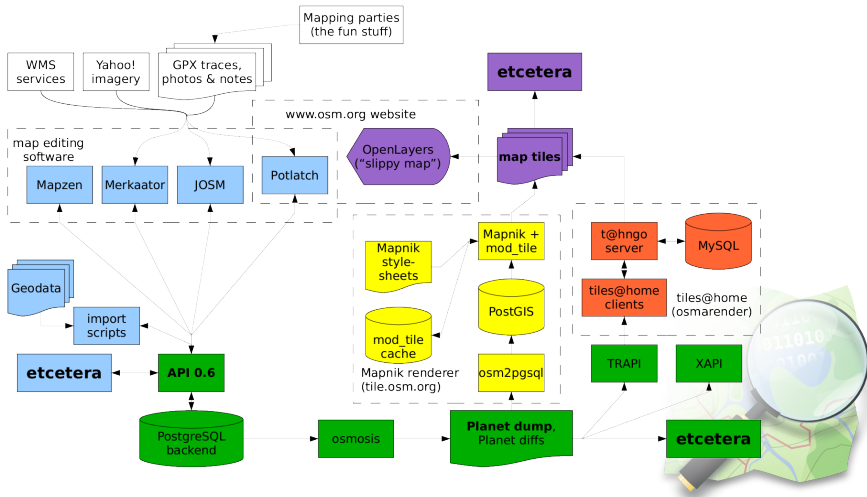 Mapping parties
(the fun stuff)
WMS
services
Yahoo!
imagery
GPX traces,
photos & notes
etcetera
www.osm.org website
map editing
software
OpenLayers
("slippy map")
map tiles
Mapzen
Merkaator
JOSM
Potlatch
Mapnik
style-
sheets
Mapnik +
mod_tile
t@hngo
server
MySQL
Geodata
import
scripts
PostGIS
tiles@home
clients
tiles@home
(osmarender)
mod_tile
cache
Mapnik renderer
(tile.osm.org)
osm2pgsql
etcetera
API 0.6
TRAPI
XAPI
PostgreSQL
backend
osmosis
Planet dump,
Planet diffs
etcetera